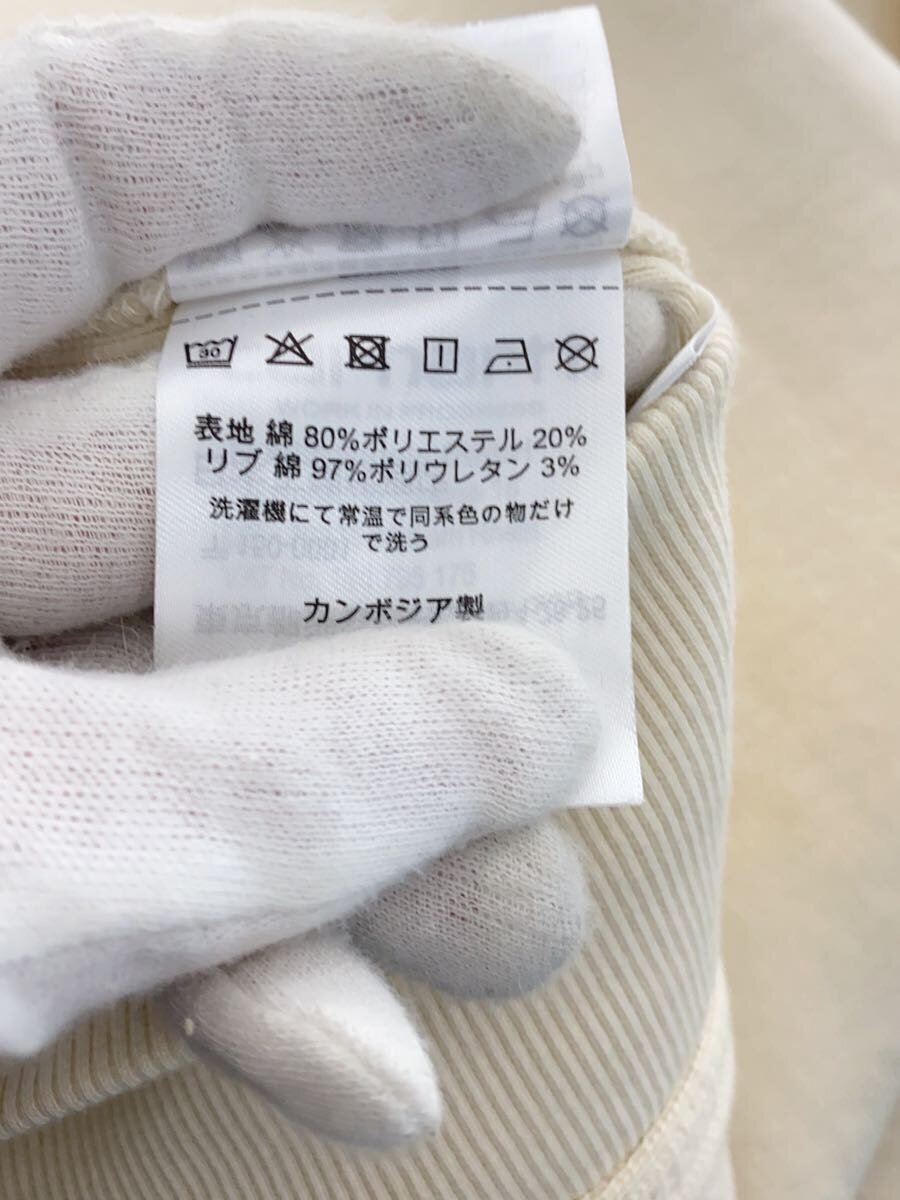 30
表地 綿 80%ポリエステル 20%
リブ 綿 97%ポリウレタン 3%
洗濯機にて常温で同系色の物だけ
で洗う
カンボジア製